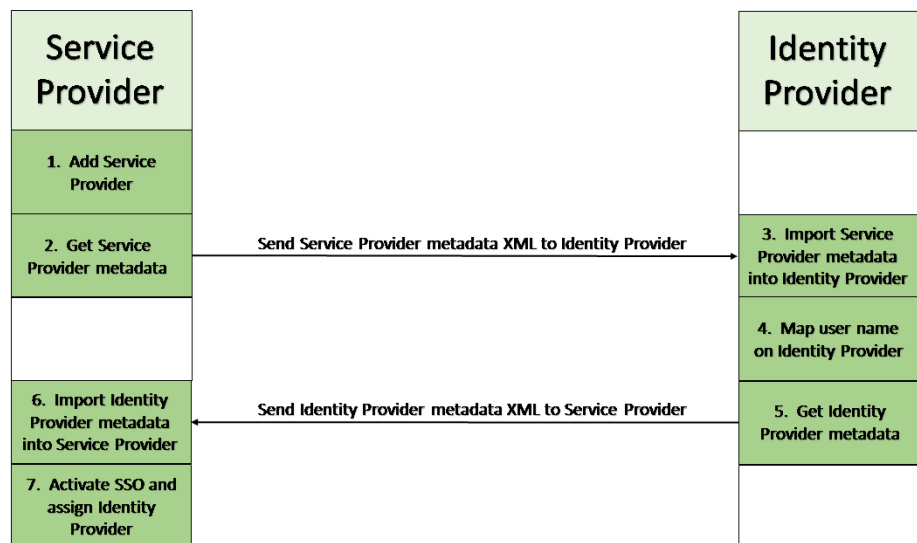 Service
Provider
Identity
Provider
1. Add Service
Provider
2. Get Service
Provider metadata
Send Service Provider metadata XML to Identity Provider
3. Import Service
Provider metadata
into Identity Provider
4. Map user name
on Identity Provider
5. Get Identity
Provider metadata
Send Identity Provider metadata XML to Service Provider
6. Import Identity
Provider metadata
into Service Provider
7. Activate SSO and
assign Identity
Provider